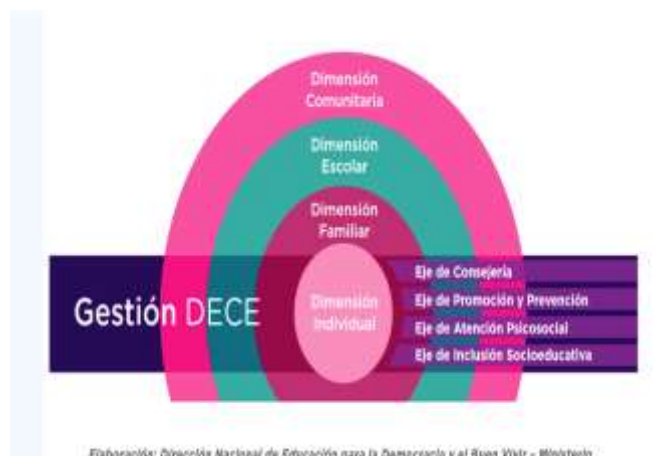 Dimensión
Comunitaria
Dimensión
Escolar
Dimensión
Familiar
Dimensión
Individual
Gestión DECE
Eje de Consejería
Eje de Promoción y Prevención
Eje de Atención Psicosocial
Eje de Inclusión Socioeducativa
Elaboración: Dirección Nacional de Educación para la Democracia y el Buen Vivir - Ministerio